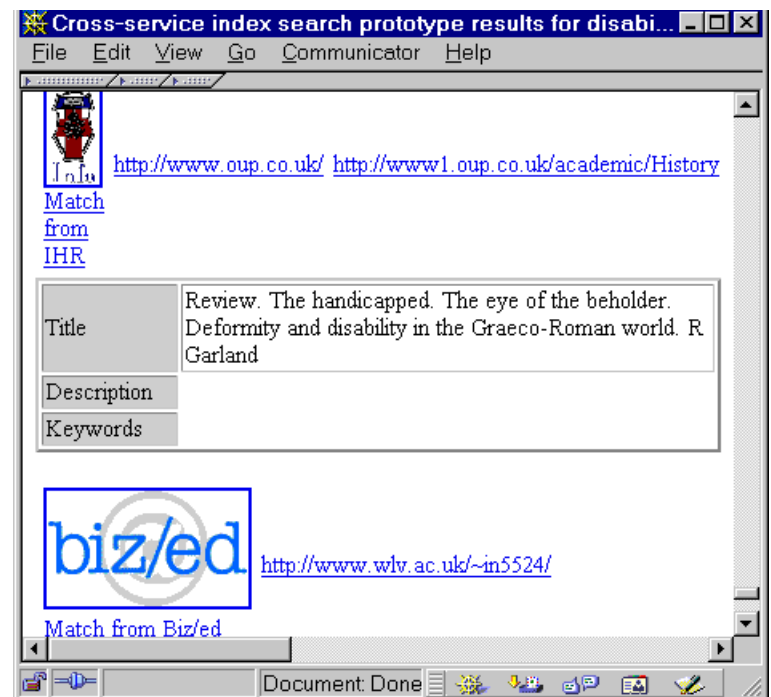 Cross-service index search prototype results for disabi...
File Edit View Go Communicator Help
Info
http://www.oup.co.uk/ http://www1.oup.co.uk/academic/History
Match
from
IHR
Title
Review. The handicapped. The eye of the beholder.
Deformity and disability in the Graeco-Roman world. R
Garland
Description
Keywords
biz/ed
http://www.wlv.ac.uk/~in5524/
Match from Biz/ed
Document: Done